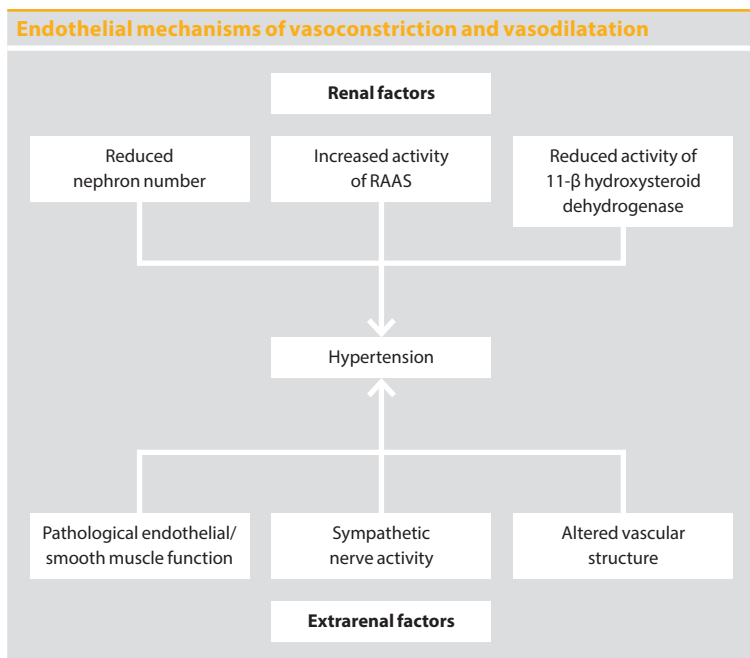 Endothelial mechanisms of vasoconstriction and vasodilatation
Renal factors
Reduced
nephron number
Increased activity
of RAAS
Reduced activity of
11-β hydroxysteroid
dehydrogenase
Hypertension
Pathological endothelial/
smooth muscle function
Sympathetic
nerve activity
Altered vascular
structure
Extrarenal factors